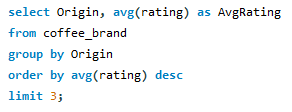 select Origin, avg(rating) as AvgRating
from coffee_brand
group by Origin
order by avg(rating) desc
limit 3;